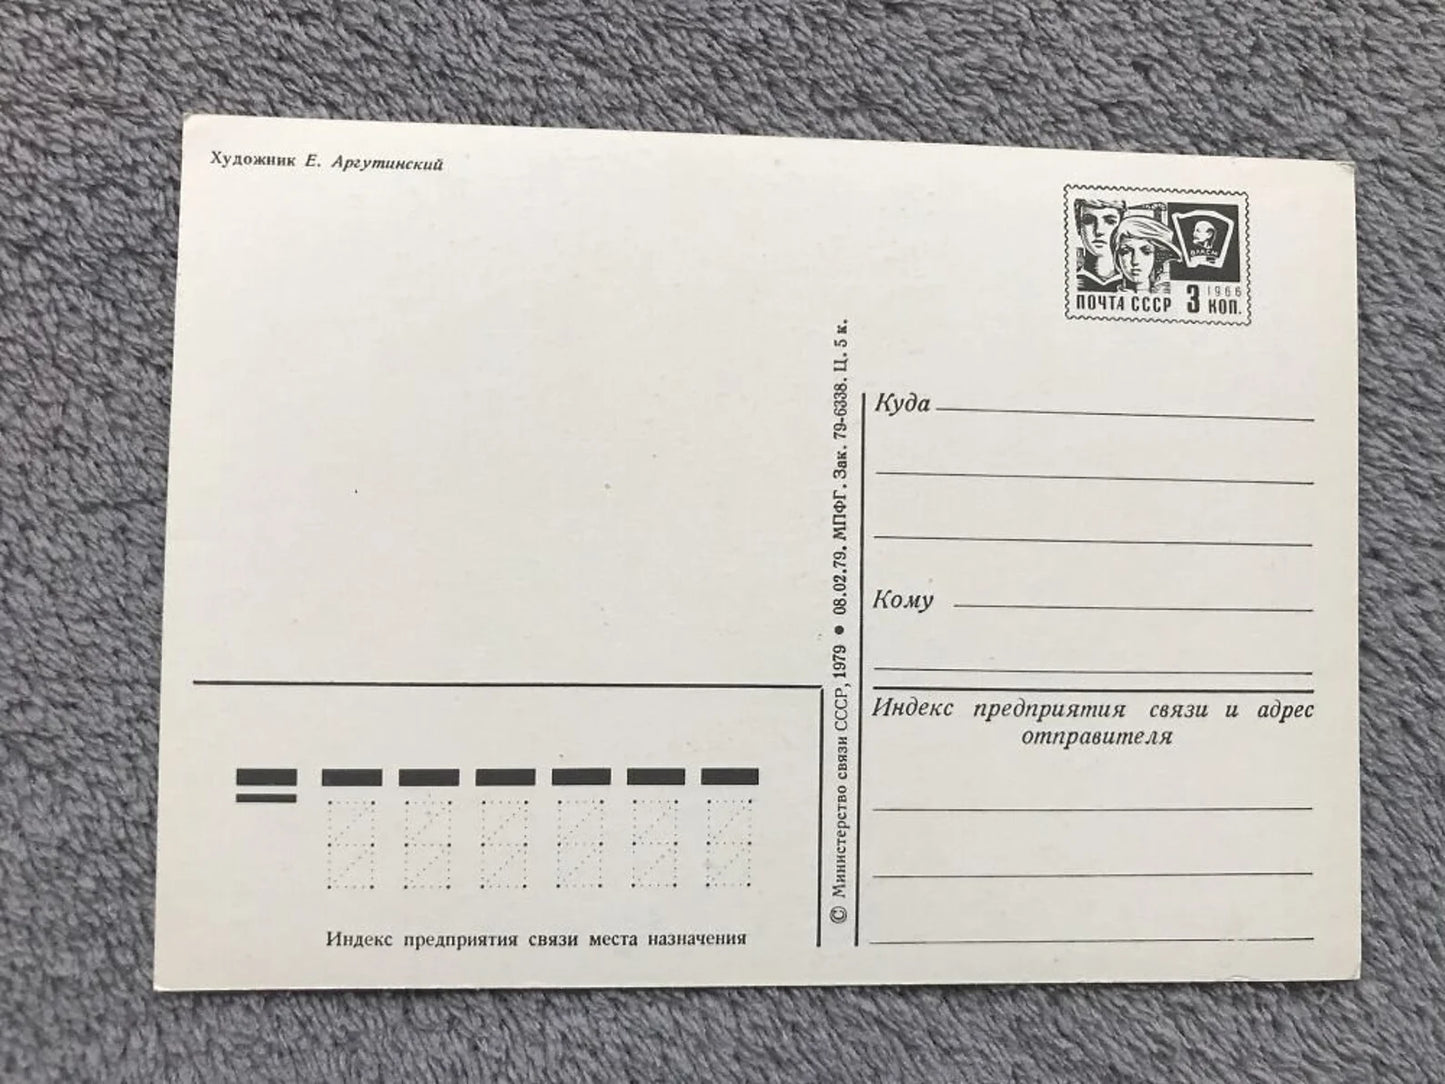 Художник Е. Аргутинский
ВЛКСМ
1966
ПОЧТА СССР 3 КОП.
Куда
Кому
Индекс предприятия связи и адрес
отправителя
© Министерство связи СССР, 1979 ● 08.02.79. МПФГ. Зак. 79-6338. Ц. 5 к.
Индекс предприятия связи места назначения